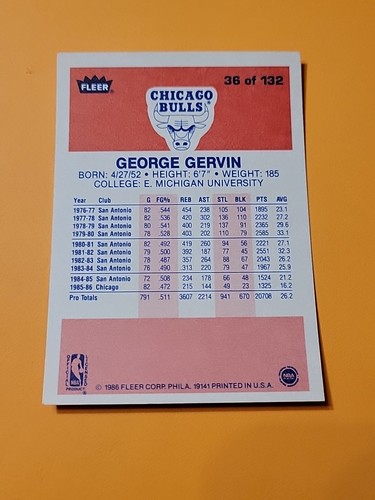 FLEER
36 of 132
CHICAGO
BULLS
GEORGE GERVIN
BORN: 4/27/52 • HEIGHT: 6'7" • WEIGHT: 185
COLLEGE: E. MICHIGAN UNIVERSITY
Year Club G FG% REB AST STL BLK PTS AVG
1976-77 San Antonio 82 .544 454 238 105 104 1895 23.1
1977-78 San Antonio 82 .536 420 302 136 110 2232 27.2
1978-79 San Antonio 80 .541 400 219 137 91 2365 29.6
1979-80 San Antonio 78 .528 403 202 110 79 2585 33.1
1980-81 San Antonio 82 .492 419 260 94 56 2221 27.1
1981-82 San Antonio 79 .500 392 187 77 45 2551 32.3
1982-83 San Antonio 78 .487 357 264 88 67 2043 26.2
1983-84 San Antonio 76 .490 313 220 79 47 1967 25.9
1984-85 San Antonio 72 .508 234 178 66 48 1524 21.2
1985-86 Chicago 82 .472 215 144 49 23 1325 16.2
Pro Totals 791 .511 3607 2214 941 670 20708 26.2
OFFICIAL LICENSED
NBA
PRODUCT
NBA
© 1986 FLEER CORP. PHILA. 19141 PRINTED IN U.S.A.